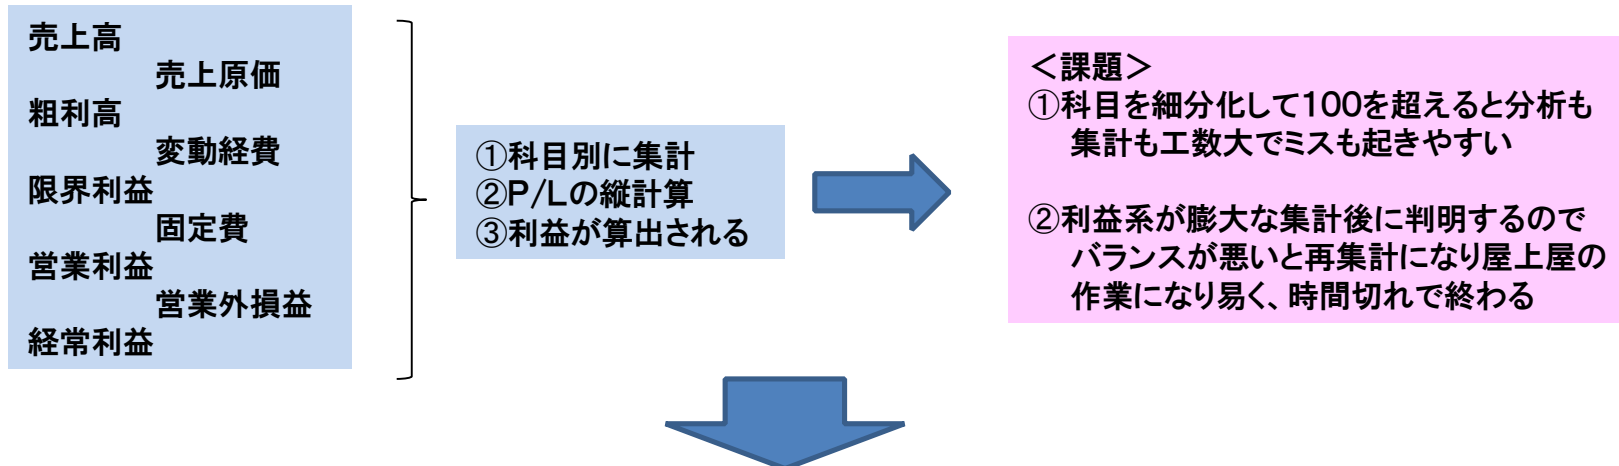 売上高
売上原価
粗利高
変動経費
限界利益
固定費
営業利益
営業外損益
経常利益
①科目別に集計
②P/Lの縦計算
③利益が算出される
＜課題＞
①科目を細分化して100を超えると分析も
集計も工数大でミスも起きやすい
②利益系が膨大な集計後に判明するので
バランスが悪いと再集計になり屋上屋の
作業になり易く、時間切れで終わる